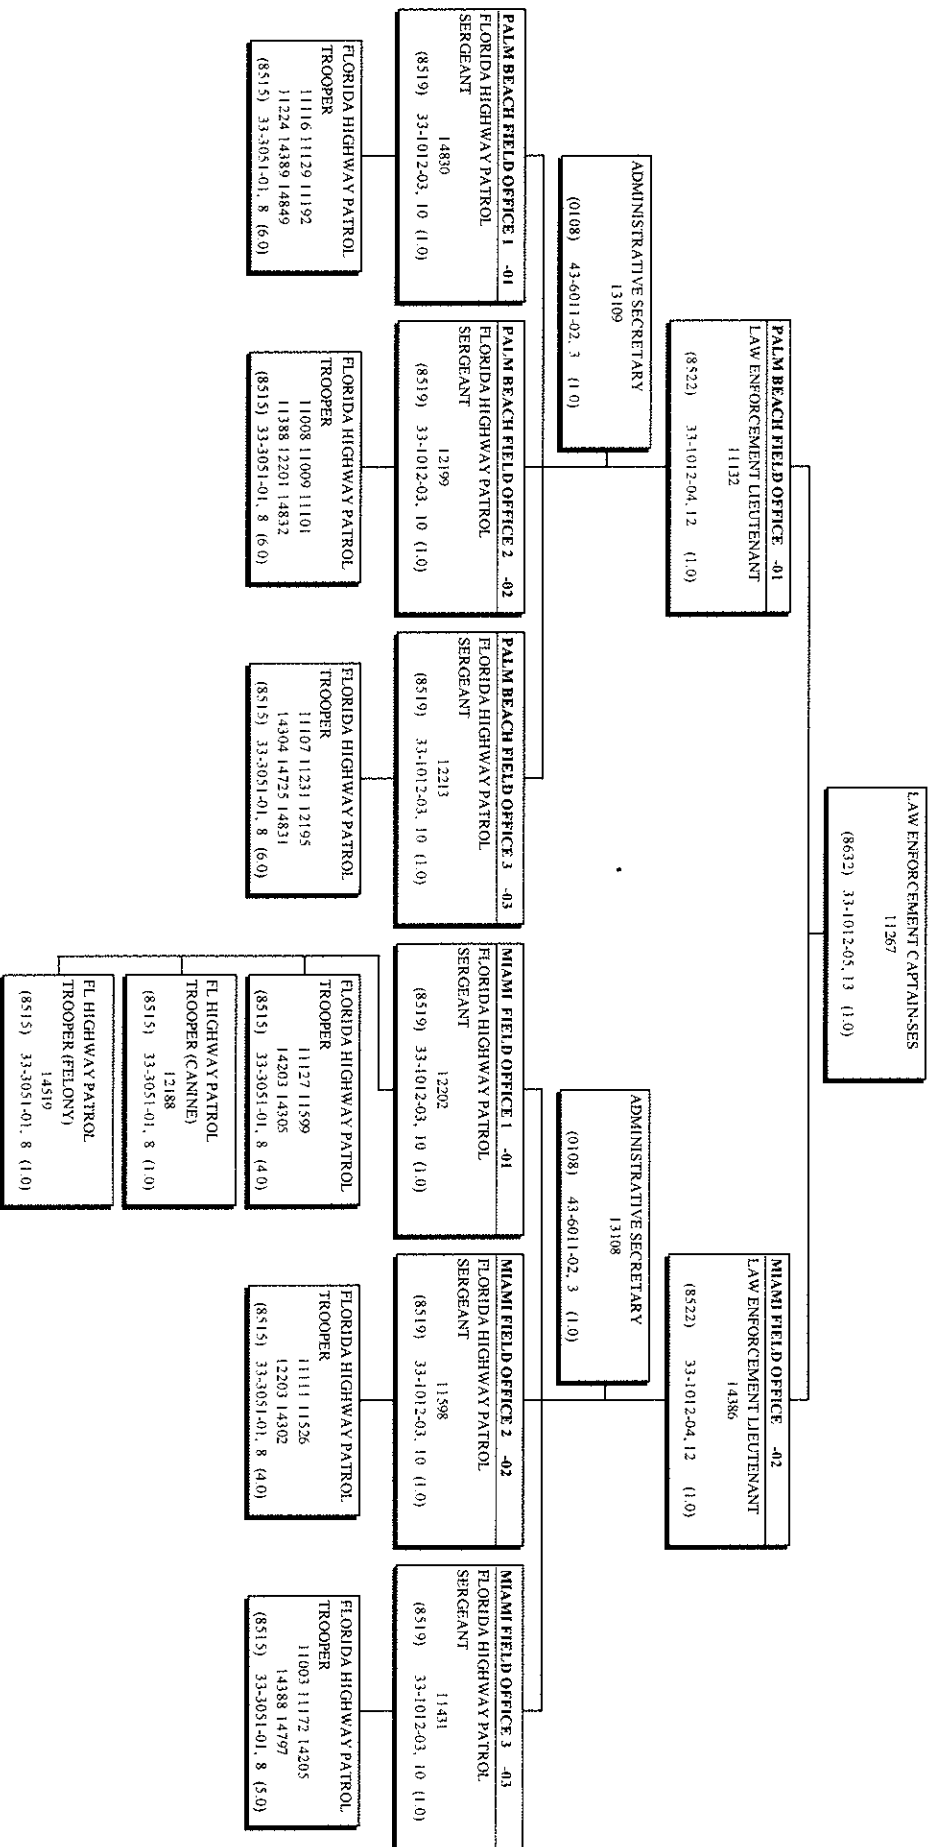 LAW ENFORCEMENT CAPTAIN-SES
11267
(8632) 33-1012-05, 13 (1.0)
PALM BEACH FIELD OFFICE -01
LAW ENFORCEMENT LIEUTENANT
11132
(8522) 33-1012-04, 12 (1.0)
MIAMI FIELD OFFICE -02
LAW ENFORCEMENT LIEUTENANT
14386
(8522) 33-1012-04, 12 (1.0)
ADMINISTRATIVE SECRETARY
13109
(0108) 43-6011-02, 3 (1.0)
ADMINISTRATIVE SECRETARY
13108
(0108) 43-6011-02, 3 (1.0)
PALM BEACH FIELD OFFICE 1 -01
FLORIDA HIGHWAY PATROL
SERGEANT
14830
(8519) 33-1012-03, 10 (1.0)
PALM BEACH FIELD OFFICE 2 -02
FLORIDA HIGHWAY PATROL
SERGEANT
12199
(8519) 33-1012-03, 10 (1.0)
PALM BEACH FIELD OFFICE 3 -03
FLORIDA HIGHWAY PATROL
SERGEANT
12213
(8519) 33-1012-03, 10 (1.0)
MIAMI FIELD OFFICE 1 -01
FLORIDA HIGHWAY PATROL
SERGEANT
12202
(8519) 33-1012-03, 10 (1.0)
MIAMI FIELD OFFICE 2 -02
FLORIDA HIGHWAY PATROL
SERGEANT
11598
(8519) 33-1012-03, 10 (1.0)
MIAMI FIELD OFFICE 3 -03
FLORIDA HIGHWAY PATROL
SERGEANT
11431
(8519) 33-1012-03, 10 (1.0)
FLORIDA HIGHWAY PATROL
TROOPER
11116 11129 11192
11224 14389 14849
(8515) 33-3051-01, 8 (6.0)
FLORIDA HIGHWAY PATROL
TROOPER
11008 11009 11101
11388 12201 14832
(8515) 33-3051-01, 8 (6.0)
FLORIDA HIGHWAY PATROL
TROOPER
11107 11231 12195
14304 14725 14831
(8515) 33-3051-01, 8 (6.0)
FLORIDA HIGHWAY PATROL
TROOPER
11127 11599
14203 14305
(8515) 33-3051-01, 8 (4.0)
FLORIDA HIGHWAY PATROL
TROOPER
11111 11526
12203 14302
(8515) 33-3051-01, 8 (4.0)
FLORIDA HIGHWAY PATROL
TROOPER
11003 11172 14205
14388 14797
(8515) 33-3051-01, 8 (5.0)
FL HIGHWAY PATROL
TROOPER (CANINE)
12188
(8515) 33-3051-01, 8 (1.0)
FL HIGHWAY PATROL
TROOPER (FELONY)
14519
(8515) 33-3051-01, 8 (1.0)